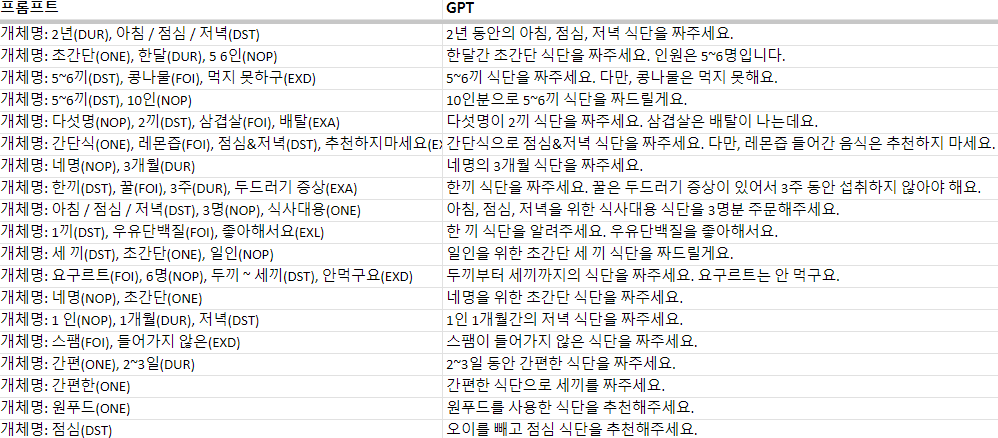 프롬프트 GPT
개체명: 2년(DUR), 아침 / 점심 / 저녁(DST) 2년 동안의 아침, 점심, 저녁 식단을 짜주세요.
개체명: 초간단(ONE), 한달(DUR), 5 6인(NOP) 한달간 초간단 식단을 짜주세요. 인원은 5~6명입니다.
개체명: 5~6끼(DST), 콩나물(FOI), 먹지 못하구(EXD) 5~6끼 식단을 짜주세요. 다만, 콩나물은 먹지 못해요.
개체명: 5~6끼(DST), 10인(NOP) 10인분으로 5~6끼 식단을 짜드릴게요.
개체명: 다섯명(NOP), 2끼(DST), 삼겹살(FOI), 배탈(EXA) 다섯명이 2끼 식단을 짜주세요. 삼겹살은 배탈이 나는데요.
개체명: 간단식(ONE), 레몬즙(FOI), 점심&저녁(DST), 추천하지마세요(E 간단식으로 점심&저녁 식단을 짜주세요. 다만, 레몬즙 들어간 음식은 추천하지 마세요.
개체명: 네명(NOP), 3개월(DUR) 네명의 3개월 식단을 짜주세요.
개체명: 한끼(DST), 꿀(FOI), 3주(DUR), 두드러기 증상(EXA) 한끼 식단을 짜주세요. 꿀은 두드러기 증상이 있어서 3주 동안 섭취하지 않아야 해요.
개체명: 아침 / 점심 / 저녁(DST), 3명(NOP), 식사대용(ONE) 아침, 점심, 저녁을 위한 식사대용 식단을 3명분 주문해주세요.
개체명: 1끼(DST), 우유단백질(FOI), 좋아해서요(EXL) 한 끼 식단을 알려주세요. 우유단백질을 좋아해서요.
개체명: 세 끼(DST), 초간단(ONE), 일인(NOP) 일인을 위한 초간단 세 끼 식단을 짜드릴게요.
개체명: 요구르트(FOI), 6명(NOP), 두끼 ~ 세끼(DST), 안먹구요(EXD) 두끼부터 세끼까지의 식단을 짜주세요. 요구르트는 안 먹구요.
개체명: 네명(NOP), 초간단(ONE) 네명을 위한 초간단 식단을 짜주세요.
개체명: 1 인(NOP), 1개월(DUR), 저녁(DST) 1인 1개월간의 저녁 식단을 짜주세요.
개체명: 스팸(FOI), 들어가지 않은(EXD) 스팸이 들어가지 않은 식단을 짜주세요.
개체명: 간편(ONE), 2~3일(DUR) 2~3일 동안 간편한 식단을 짜주세요.
개체명: 간편한(ONE) 간편한 식단으로 세끼를 짜주세요.
개체명: 원푸드(ONE) 원푸드를 사용한 식단을 추천해주세요.
개체명: 점심(DST) 오이를 빼고 점심 식단을 추천해주세요.